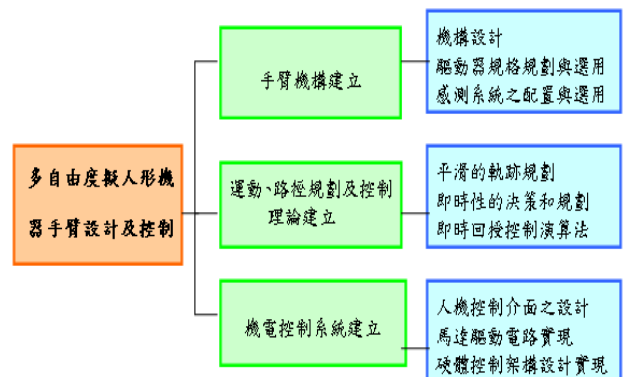 多自由度擬人形機
器手臂設計及控制
手臂機構建立
機構設計
驅動器規格規劃與選用
感測系統之配置與選用
運動、路徑規劃及控制
理論建立
平滑的軌跡規劃
即時性的決策和規劃
即時回授控制演算法
機電控制系統建立
人機控制介面之設計
馬達驅動電路實現
硬體控制架構設計實現